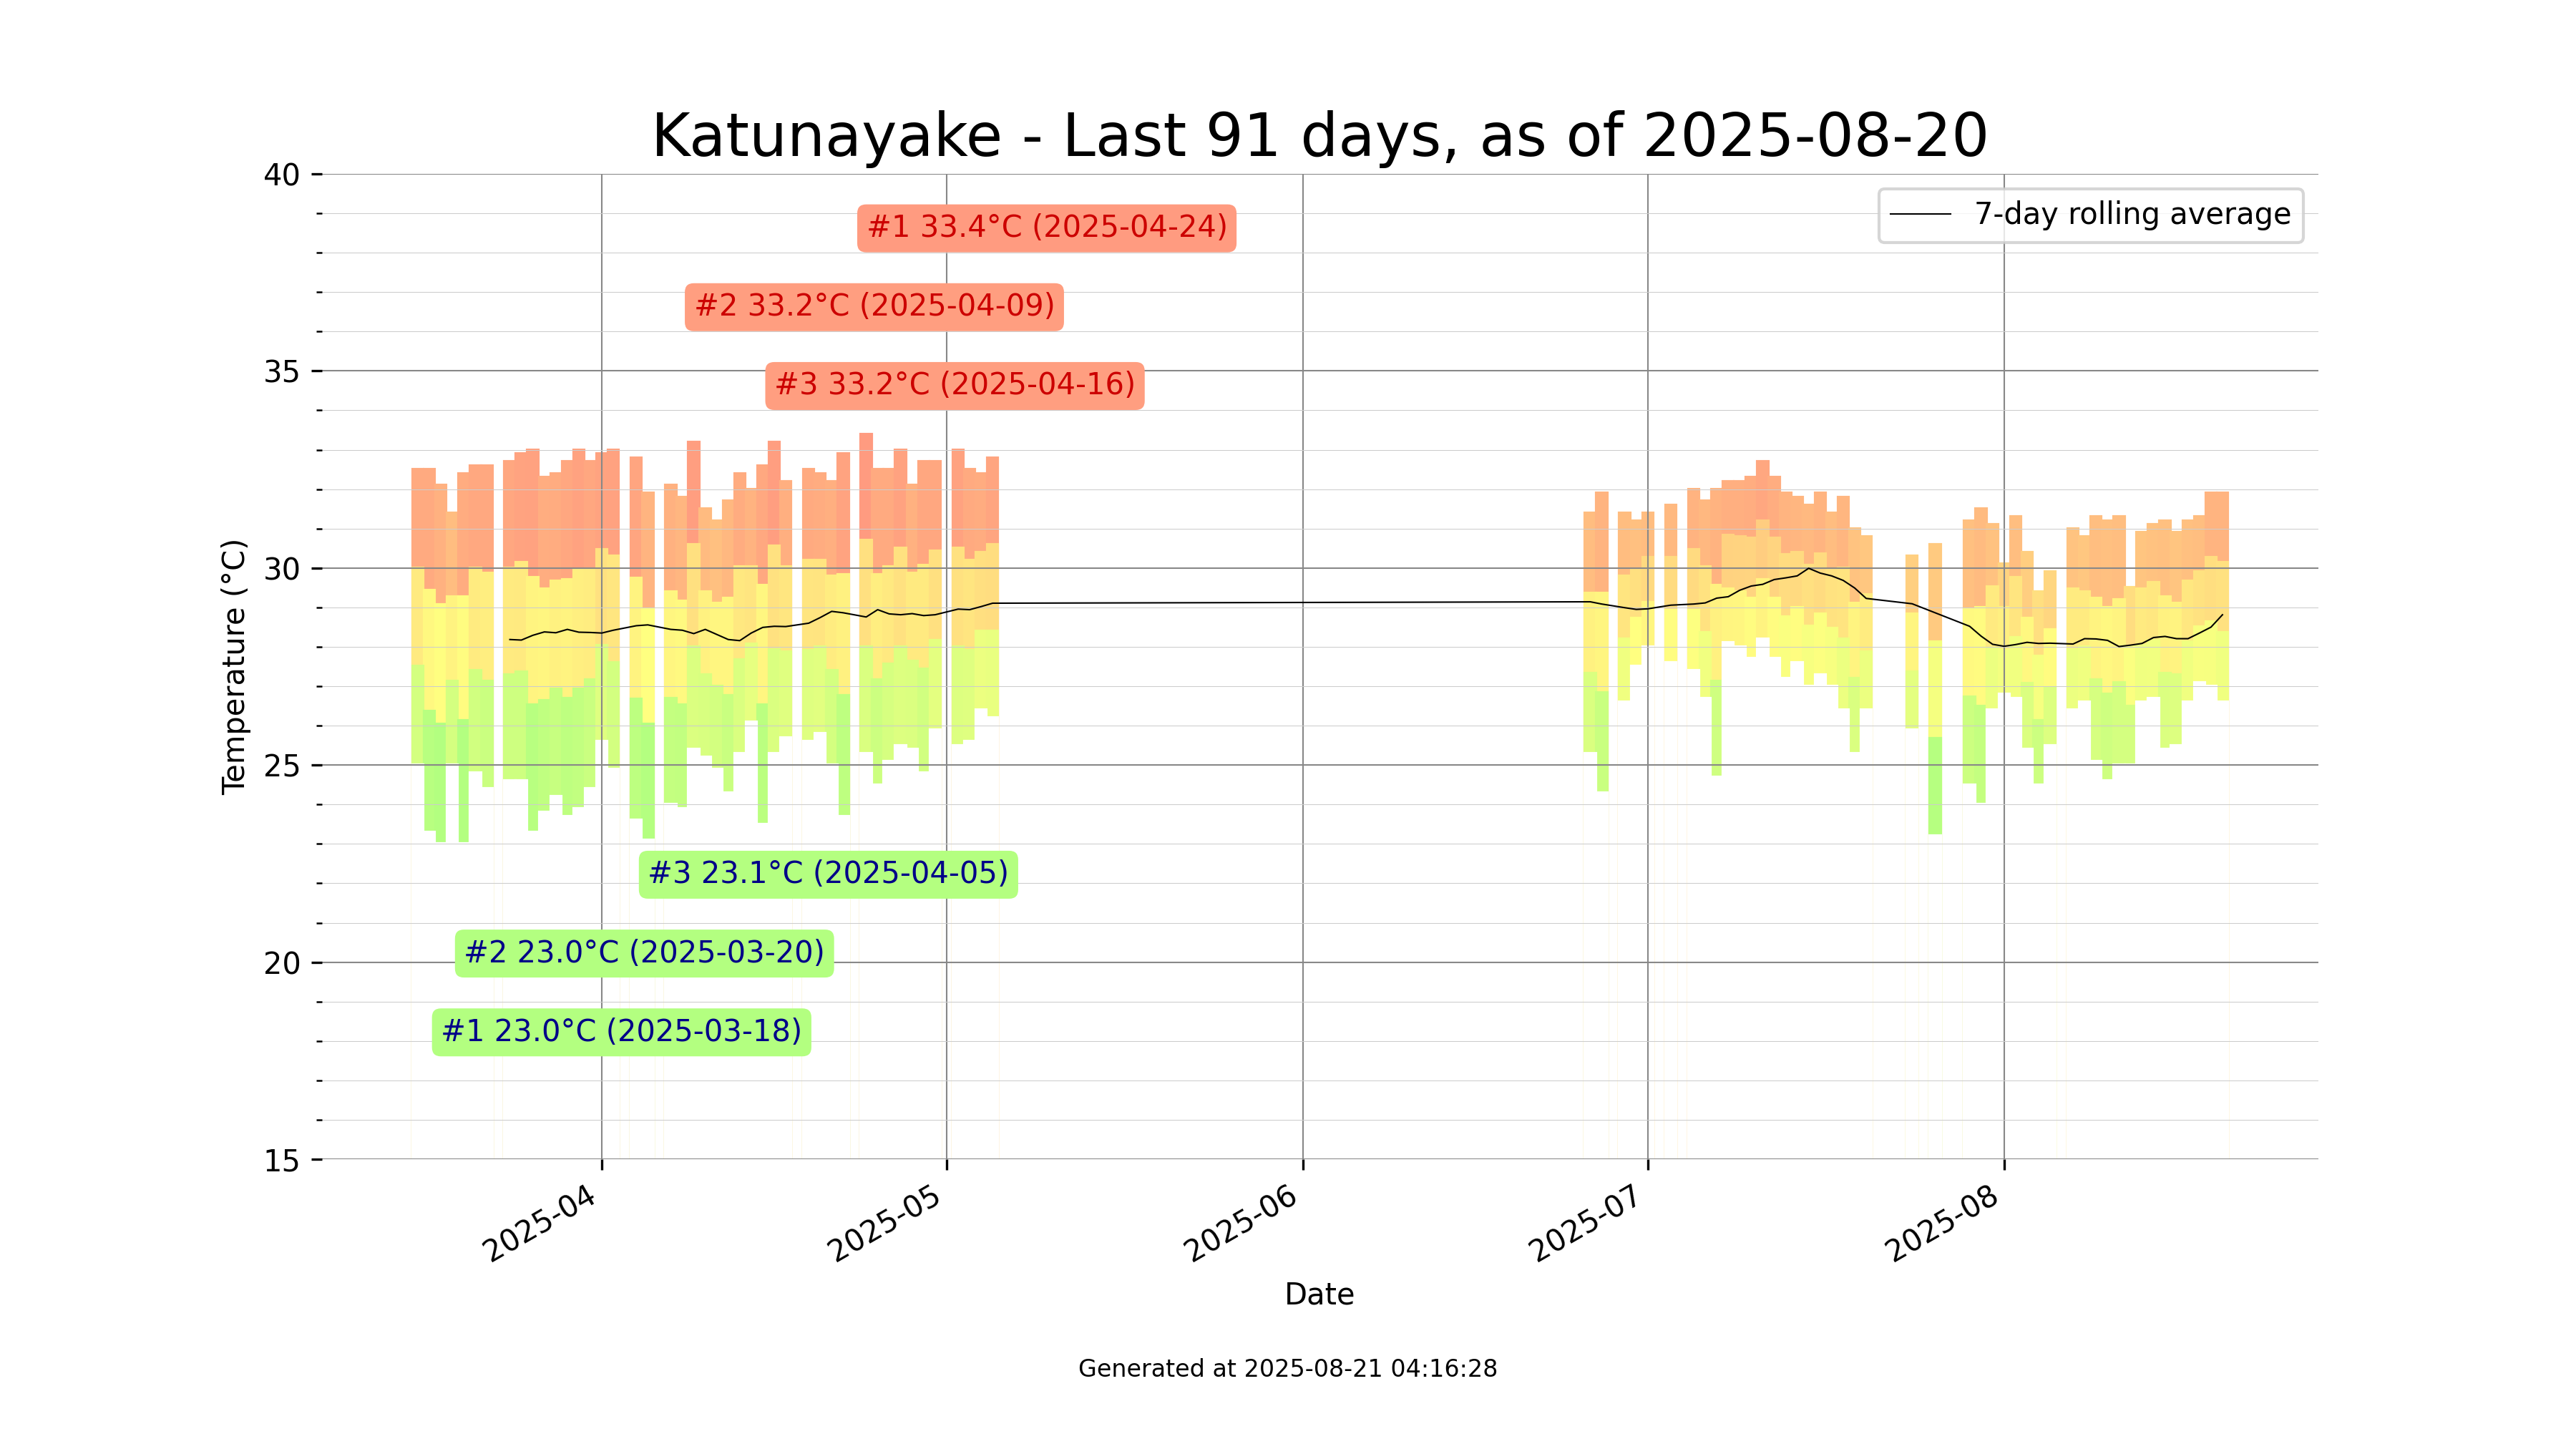 Katunayake - Last 91 days, as of 2025-08-20
7-day rolling average
#1 33.4°C (2025-04-24)
#2 33.2°C (2025-04-09)
#3 33.2°C (2025-04-16)
#3 23.1°C (2025-04-05)
#2 23.0°C (2025-03-20)
#1 23.0°C (2025-03-18)
Temperature (°C)
40
35
30
25
20
15
2025-04
2025-05
2025-06
2025-07
2025-08
Date
Generated at 2025-08-21 04:16:28